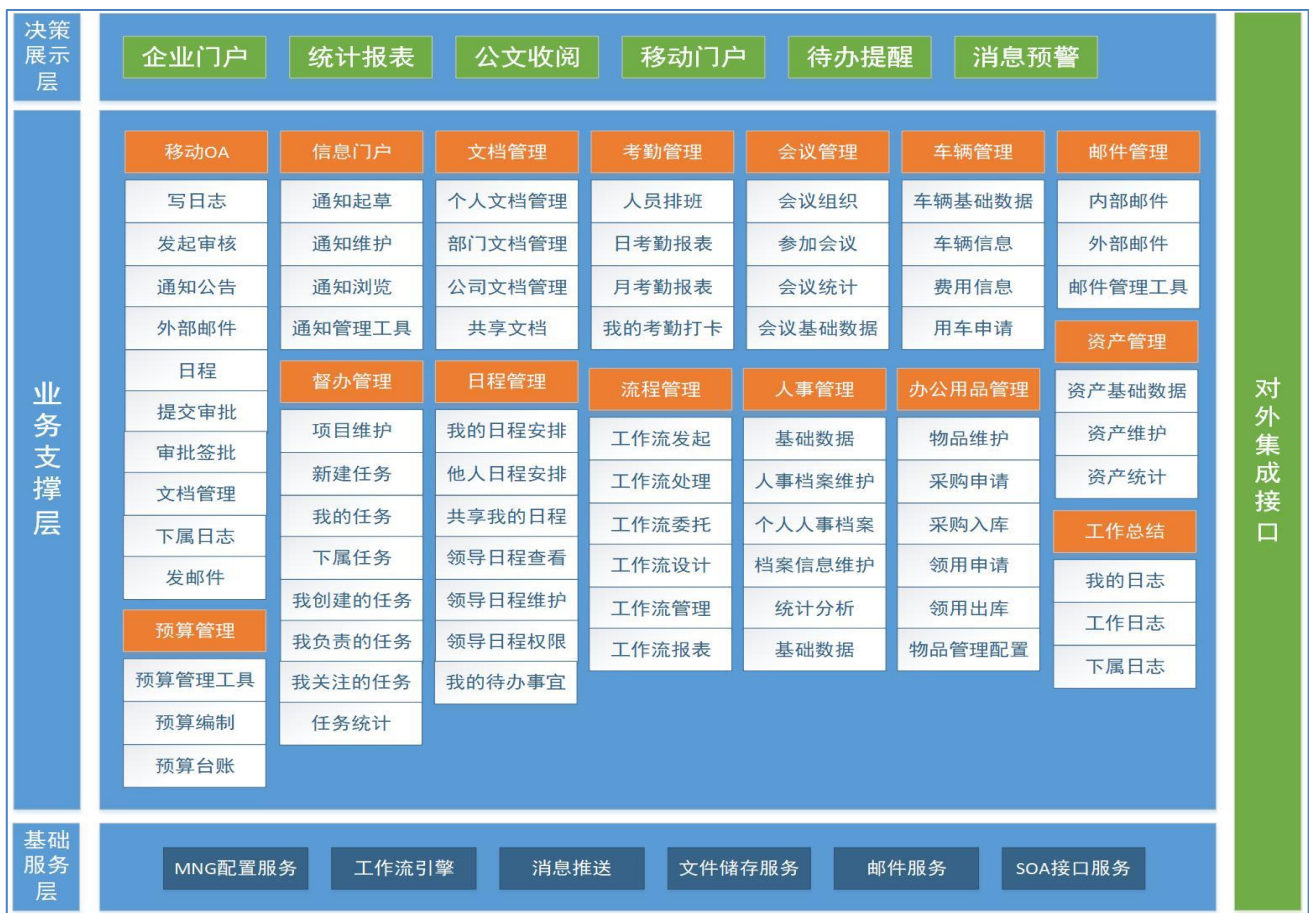 决策
展示
层
企业门户
统计报表
公文收阅
移动门户
待办提醒
消息预警
业
务
支
撑
层
移动OA
写日志
发起审核
通知公告
外部邮件
日程
提交审批
审批签批
文档管理
下属日志
发邮件
预算管理
预算管理工具
预算编制
预算台账
信息门户
通知起草
通知维护
通知浏览
通知管理工具
督办管理
项目维护
新建任务
我的任务
下属任务
我创建的任务
我负责的任务
我关注的任务
任务统计
文档管理
个人文档管理
部门文档管理
公司文档管理
共享文档
日程管理
我的日程安排
他人日程安排
共享我的日程
领导日程查看
领导日程维护
领导日程权限
我的待办事宜
考勤管理
人员排班
日考勤报表
月考勤报表
我的考勤打卡
流程管理
工作流发起
工作流处理
工作流委托
工作流设计
工作流管理
工作流报表
会议管理
会议组织
参加会议
会议统计
会议基础数据
人事管理
基础数据
人事档案维护
个人人事档案
档案信息维护
统计分析
基础数据
车辆管理
车辆基础数据
车辆信息
费用信息
用车申请
办公用品管理
物品维护
采购申请
采购入库
领用申请
领用出库
物品管理配置
邮件管理
内部邮件
外部邮件
邮件管理工具
资产管理
资产基础数据
资产维护
资产统计
工作总结
我的日志
工作日志
下属日志
基础
服务
层
MNG配置服务
工作流引擎
消息推送
文件储存服务
邮件服务
SOA接口服务
对
外
集
成
接
口